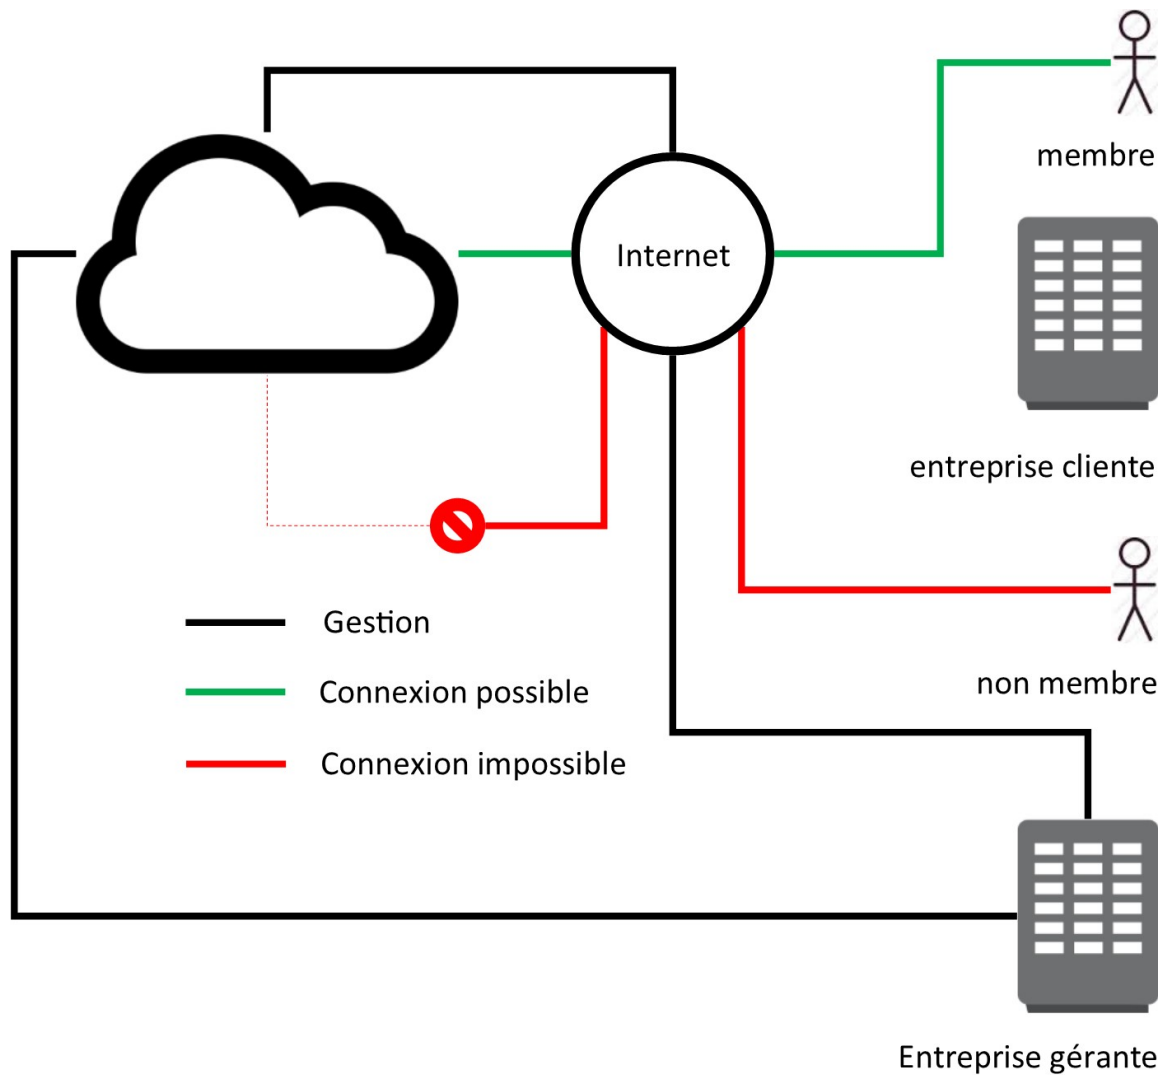 membre
Internet
entreprise cliente
Gestion
non membre
Connexion possible
Connexion impossible
Entreprise gérante